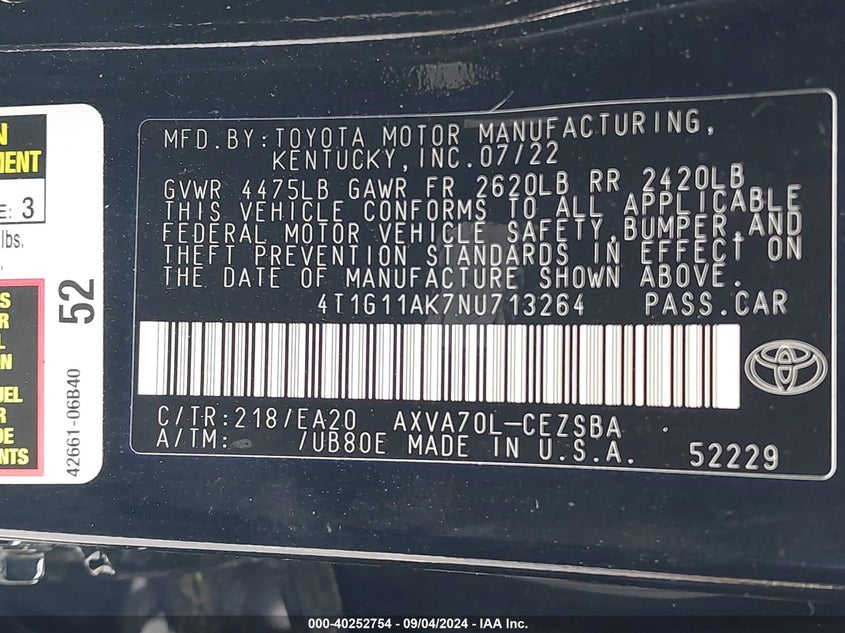 MFD.BY:TOYOTA MOTOR MANUFACTURING,
KENTUCKY,INC.07/22
GVWR 4475LB GAWR FR 2620LB RR 2420LB
THIS VEHICLE CONFORMS TO ALL APPLICABLE
FEDERAL MOTOR VEHICLE SAFETY,BUMPER,AND
THEFT PREVENTION STANDARDS IN EFFECT ON
THE DATE OF MANUFACTURE SHOWN ABOVE.
4T1G11AK7NU713264 PASS.CAR
C/TR:218/EA20 AXVA70L-CEZSBA
A/TM: /UB80E MADE IN U.S.A. 52229
3
lbs.
52
42661-06B40
000-40252754 - 09/04/2024 - IAA Inc.